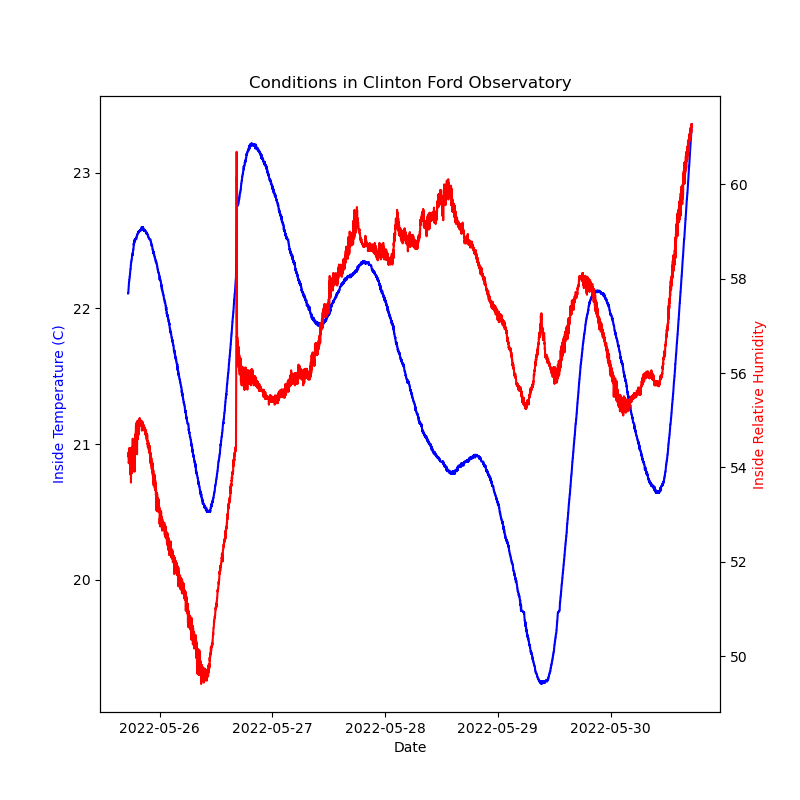 Conditions in Clinton Ford Observatory
Inside Temperature (C)
23
22
21
20
60
58
56
54
52
50
Inside Relative Humidity
2022-05-26 2022-05-27 2022-05-28 2022-05-29 2022-05-30
Date